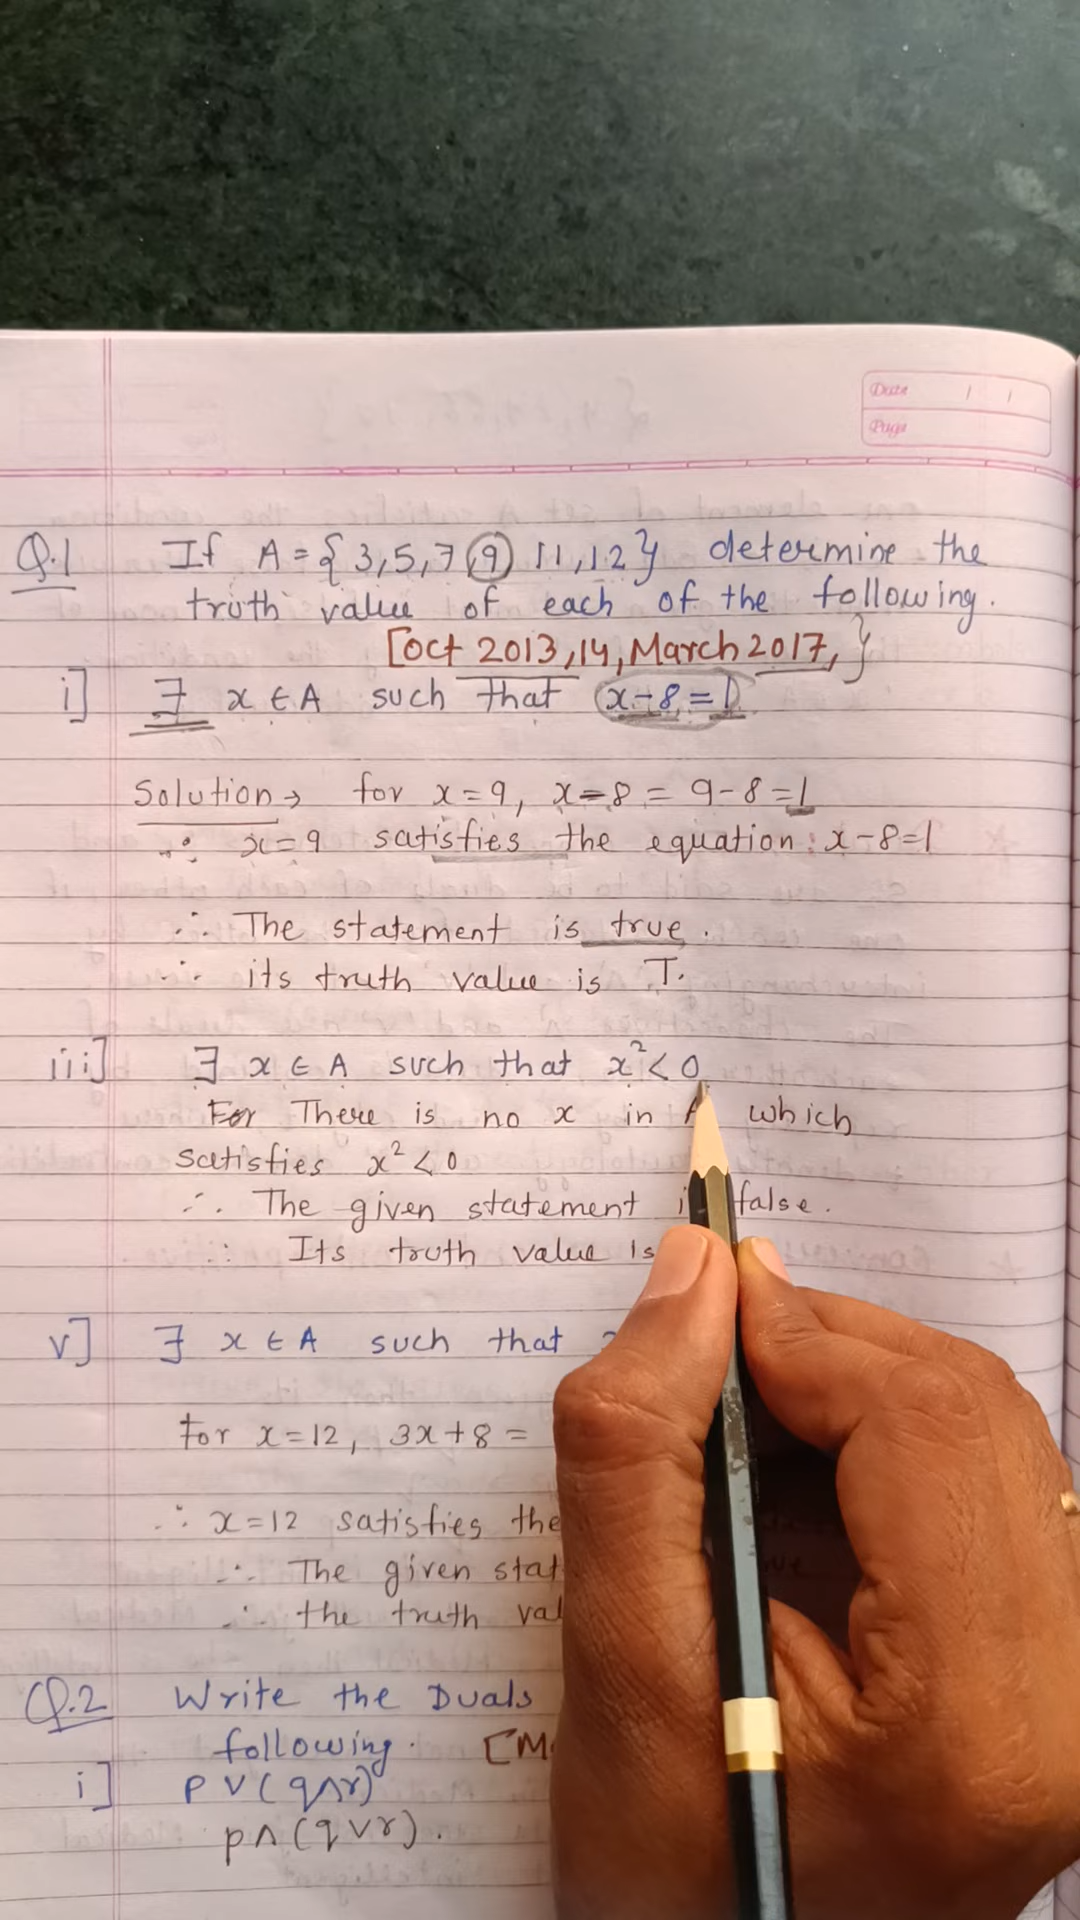 Date
Page
Q.1 If A = {3, 5, 7, 9, 11, 12} determine the
truth value of each of the following.
[Oct 2013, 14, March 2017, }
i] ∃ x ∈ A such that x-8=1
Solution → for x=9, x-8 = 9-8=1
∴ x=9 satisfies the equation: x-8=1
∴ The statement is true.
∴ its truth value is T.
iii] ∃ x ∈ A such that x² < 0
For There is no x in A which
satisfies x² < 0
∴ The given statement is false.
∴ Its truth value is
v] ∃ x ∈ A such that
for x=12, 3x+8 =
∴ x=12 satisfies the
∴ The given
∴ the truth
Q.2 Write the Duals
following.
i] p ∨ (q∧r)
p∧(q∨r).